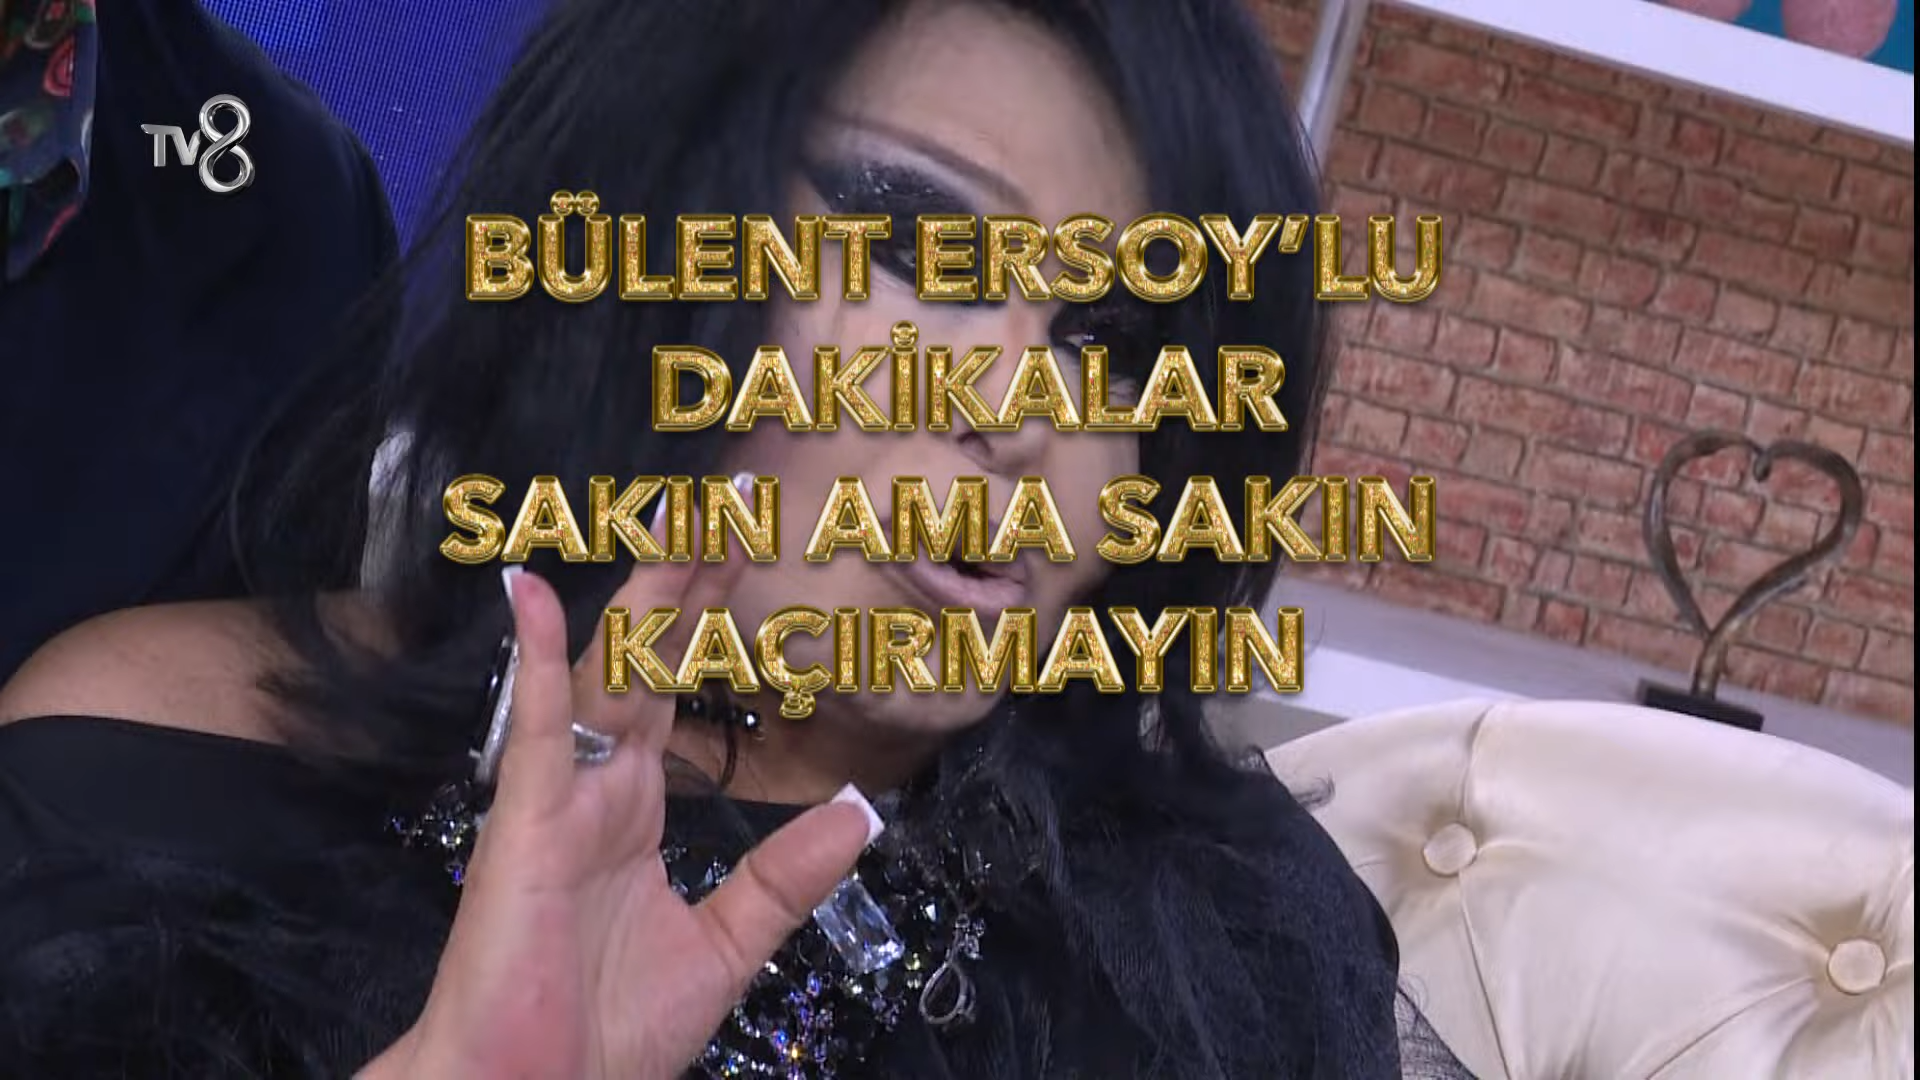 TV8
BÜLENT ERSOY'LU
DAKİKALAR
SAKIN AMA SAKIN
KAÇIRMAYIN